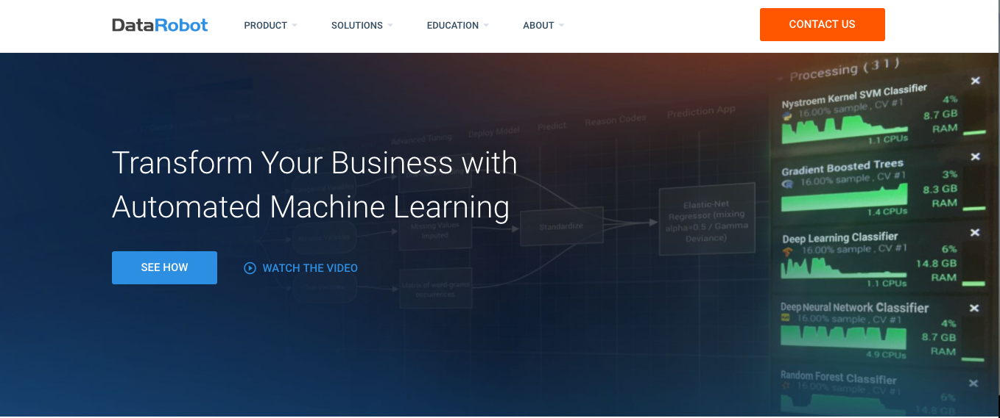 DataRobot
PRODUCT
SOLUTIONS
EDUCATION
ABOUT
CONTACT US
Transform Your Business with
Automated Machine Learning
SEE HOW
WATCH THE VIDEO
Advanced Tuning
Deploy Model
Predict
Reason Codes
Prediction App
Missing Values
Imputed
Matrix of word-grams
occurrences
Standardize
Elastic-Net
Regressor (mixing
alpha=0.5 / Gamma
Deviance)
Processing (31)
Nystroem Kernel SVM Classifier
16.00% sample , CV #1
4%
8.7 GB
RAM
1.1 CPUs
Gradient Boosted Trees
16.00% sample , CV #1
3%
8.3 GB
RAM
1.4 CPUs
Deep Learning Classifier
16.00% sample , CV #1
6%
14.8 GB
RAM
1.1 CPUs
Deep Neural Network Classifier
16.00% sample , CV #1
4%
8.7 GB
RAM
4.9 CPUs
Random Forest Classifier
16.00% sample , CV #1
6%
14.8 GB